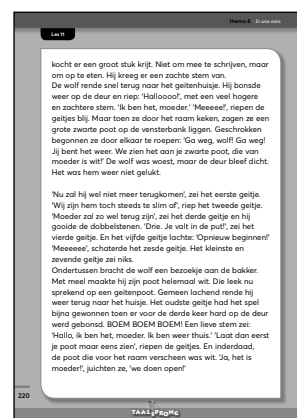 thema 8 - Er was eens
Les 11
kocht er een groot stuk krijt. Niet om mee te schrijven, maar
om op te eten. Hij kreeg er een zachte stem van.
De wolf rende snel terug naar het geitenhuisje. Hij bonsde
weer op de deur en riep: 'Halloooo!', met een veel hogere
en zachtere stem. 'Ik ben het, moeder.' 'Meeeee!', riepen de
geitjes blij. Maar toen ze door het raam keken, zagen ze een
grote zwarte poot op de vensterbank liggen. Geschrokken
begonnen ze door elkaar te roepen: 'Ga weg, wolf! Ga weg!
Jij bent het weer. We zien het aan je zwarte poot, die van
moeder is wit!' De wolf was woest, maar de deur bleef dicht.
Het was hem weer niet gelukt.
'Nu zal hij wel niet meer terugkomen', zei het eerste geitje.
'Wij zijn hem toch steeds te slim af', riep het tweede geitje.
'Moeder zal zo wel terug zijn', zei het derde geitje en hij
gooide de dobbelstenen. 'Drie. Je valt in de put!', zei het
vierde geitje. En het vijfde geitje lachte: 'Opnieuw beginnen!'
'Meeeee', schaterde het zesde geitje. Het kleinste en
zevende geitje zei niks.
Ondertussen bracht de wolf een bezoekje aan de bakker.
Met meel maakte hij zijn poot helemaal wit. Die leek nu
sprekend op een geitenpoot. Gemeen lachend rende hij
weer terug naar het huisje. Het oudste geitje had het spel
bijna gewonnen toen er voor de derde keer hard op de deur
werd gebonsd. BOEM BOEM BOEM! Een lieve stem zei:
'Hallo, ik ben het, moeder. Ik ben weer thuis.' 'Laat dan eerst
je poot maar eens zien', riepen de geitjes. En inderdaad,
de poot die voor het raam verscheen was wit. 'Ja, het is
moeder!', juichten ze, 'we doen open!'
220
TAALSPRONG